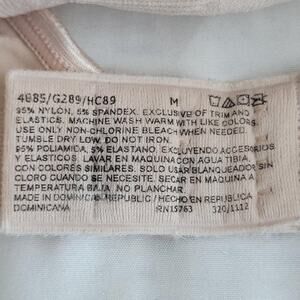 4885/G289/HC89 M
95% NYLON, 5% SPANDEX. EXCLUSIVE OF TRIM AND
ELASTICS. MACHINE WASH WARM WITH LIKE COLORS.
USE ONLY NON-CHLORINE BLEACH WHEN NEEDED.
TUMBLE DRY LOW. DO NOT IRON.
95% POLIAMIDA, 5% ELASTANO, EXCLUYENDO ACCESORIOS
Y ELASTICOS. LAVAR EN MAQUINA CON AGUA TIBIA,
CON COLORES SIMILARES. SOLO USAR BLANQUEADOR SIN
CLORO CUANDO SE NECESITE. SECAR EN MAQUINA A
TEMPERATURA BAJA. NO PLANCHAR.
MADE IN DOMINICAN REPUBLIC / HECHO EN REPUBLICA
DOMINICANA RN15763 320/1112